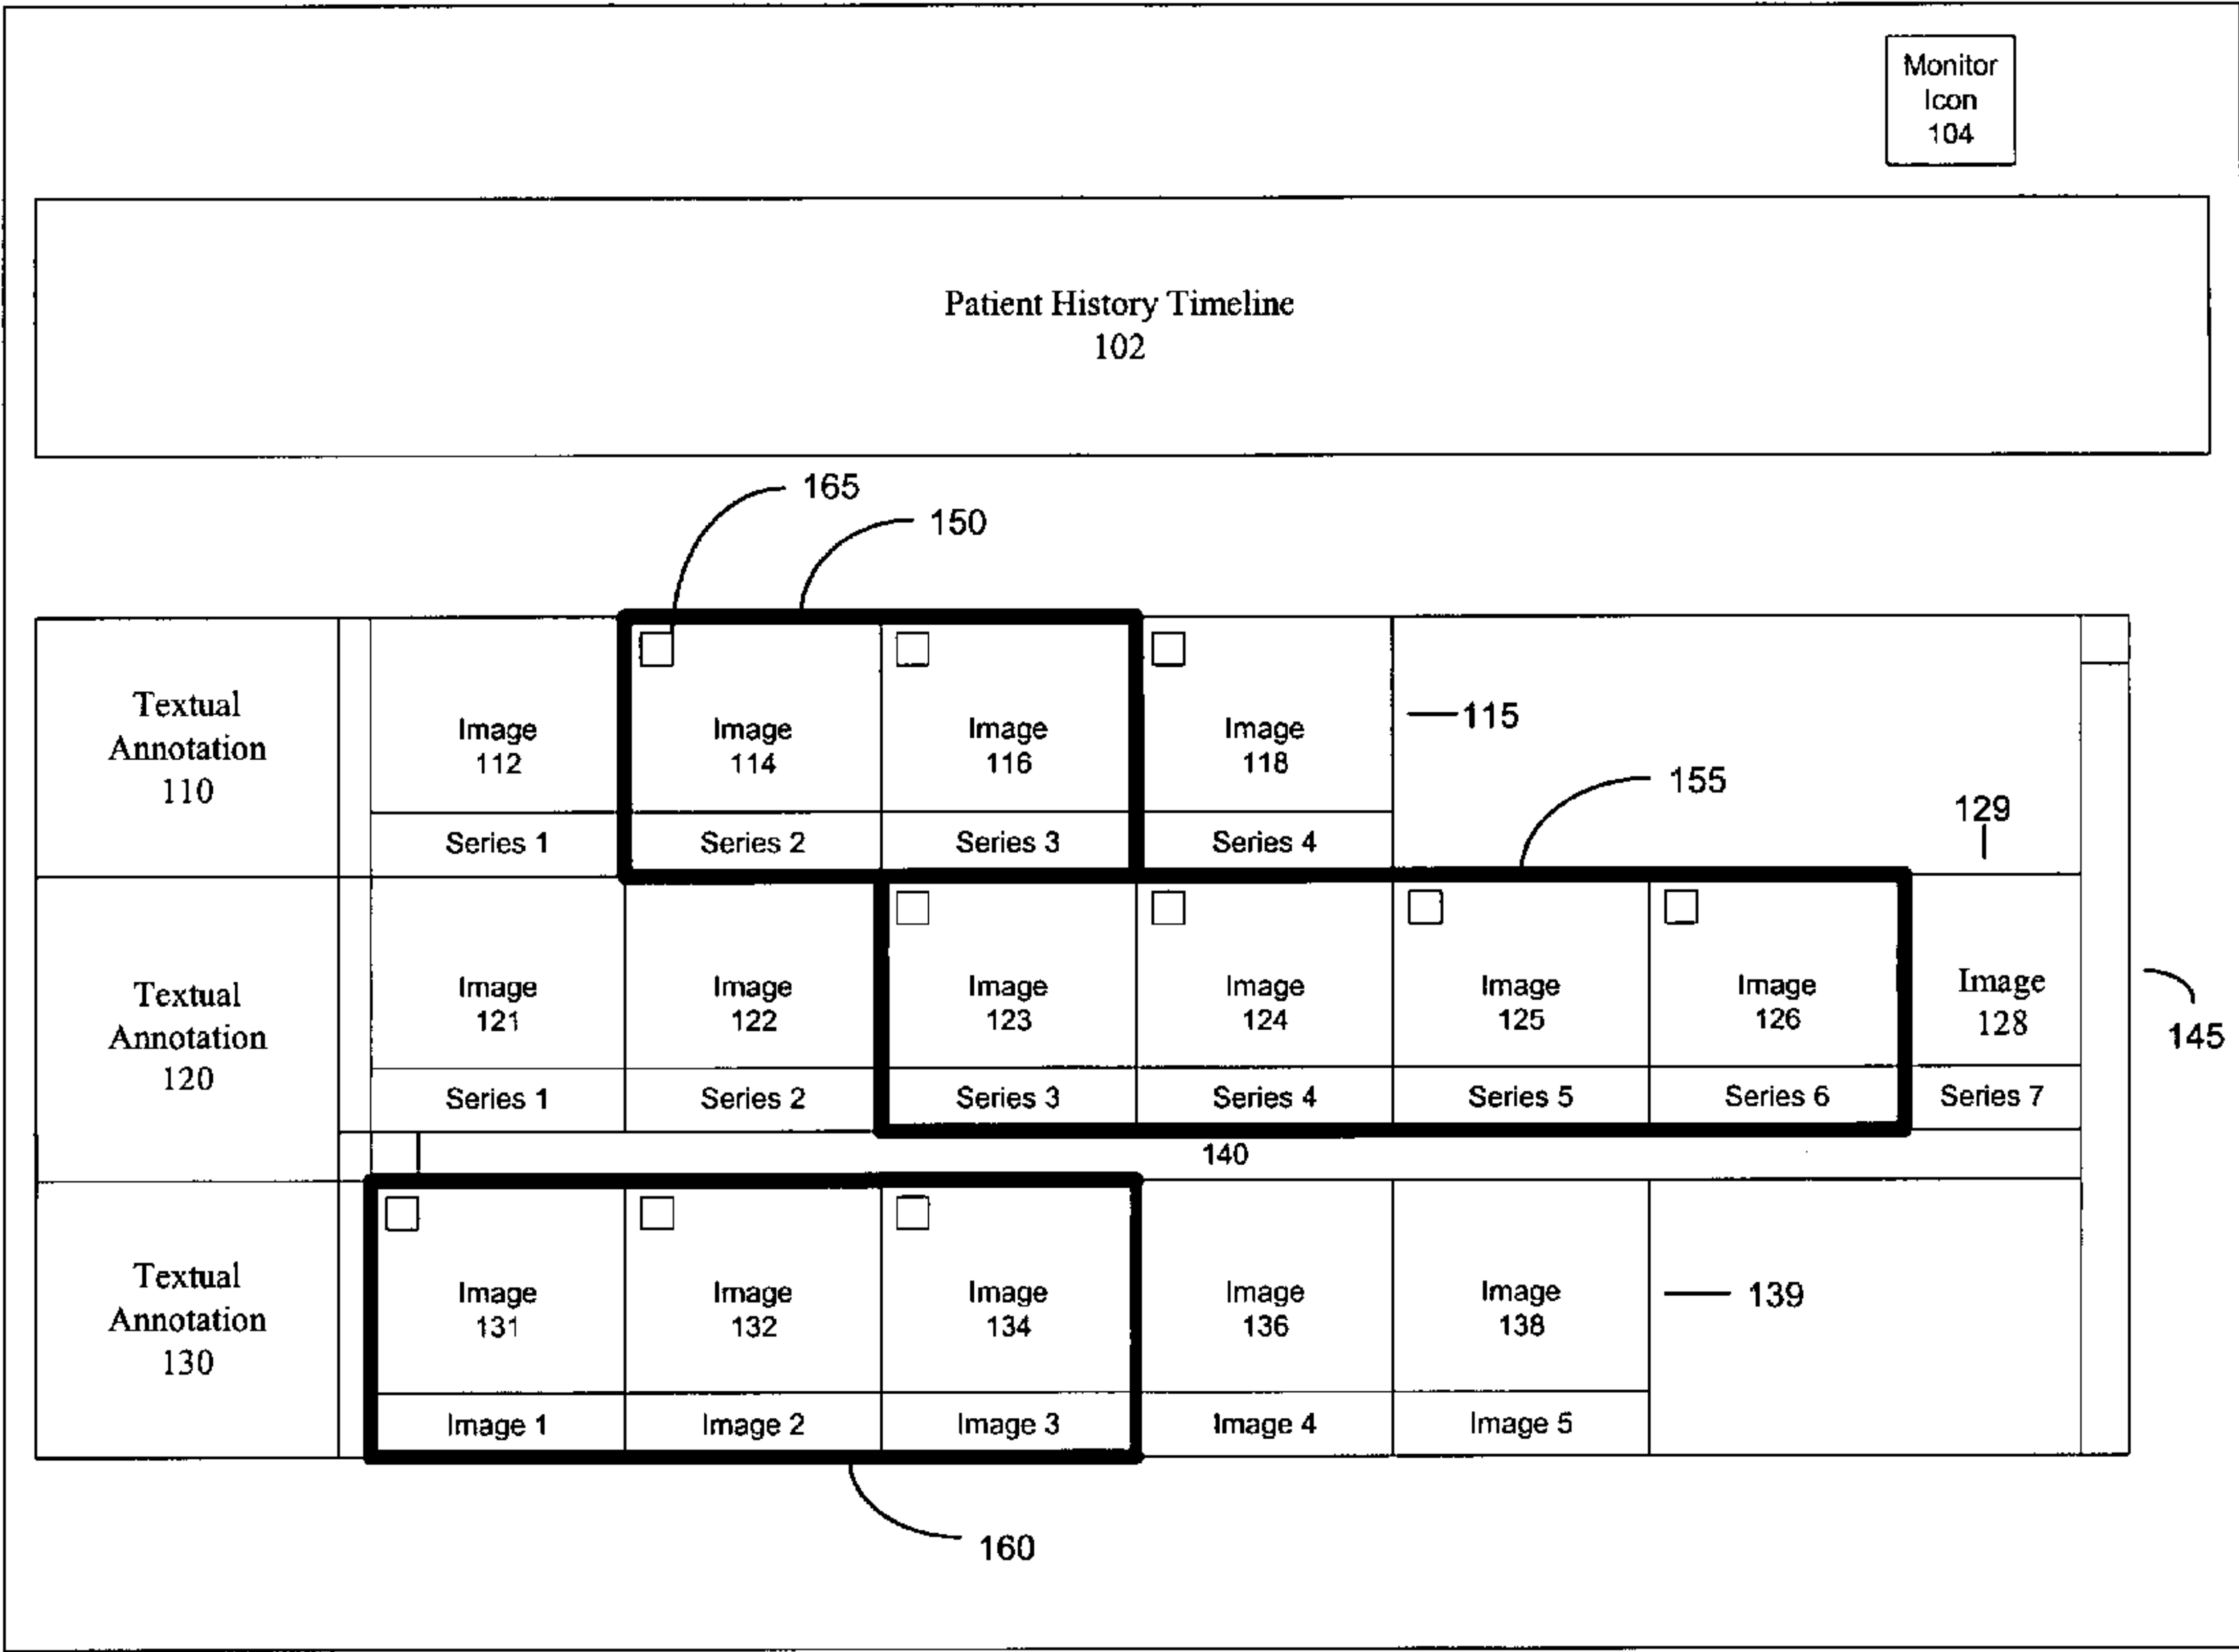 Monitor
Icon
104
Patient History Timeline
102
165
150
Textual
Annotation
110
Image
112
Image
114
Image
116
Image
118
115
155
129
Series 1
Series 2
Series 3
Series 4
Textual
Annotation
120
Image
121
Image
122
Image
123
Image
124
Image
125
Image
126
Image
128
145
Series 1
Series 2
Series 3
Series 4
Series 5
Series 6
Series 7
140
Textual
Annotation
130
Image
131
Image
132
Image
134
Image
136
Image
138
139
Image 1
Image 2
Image 3
Image 4
Image 5
160